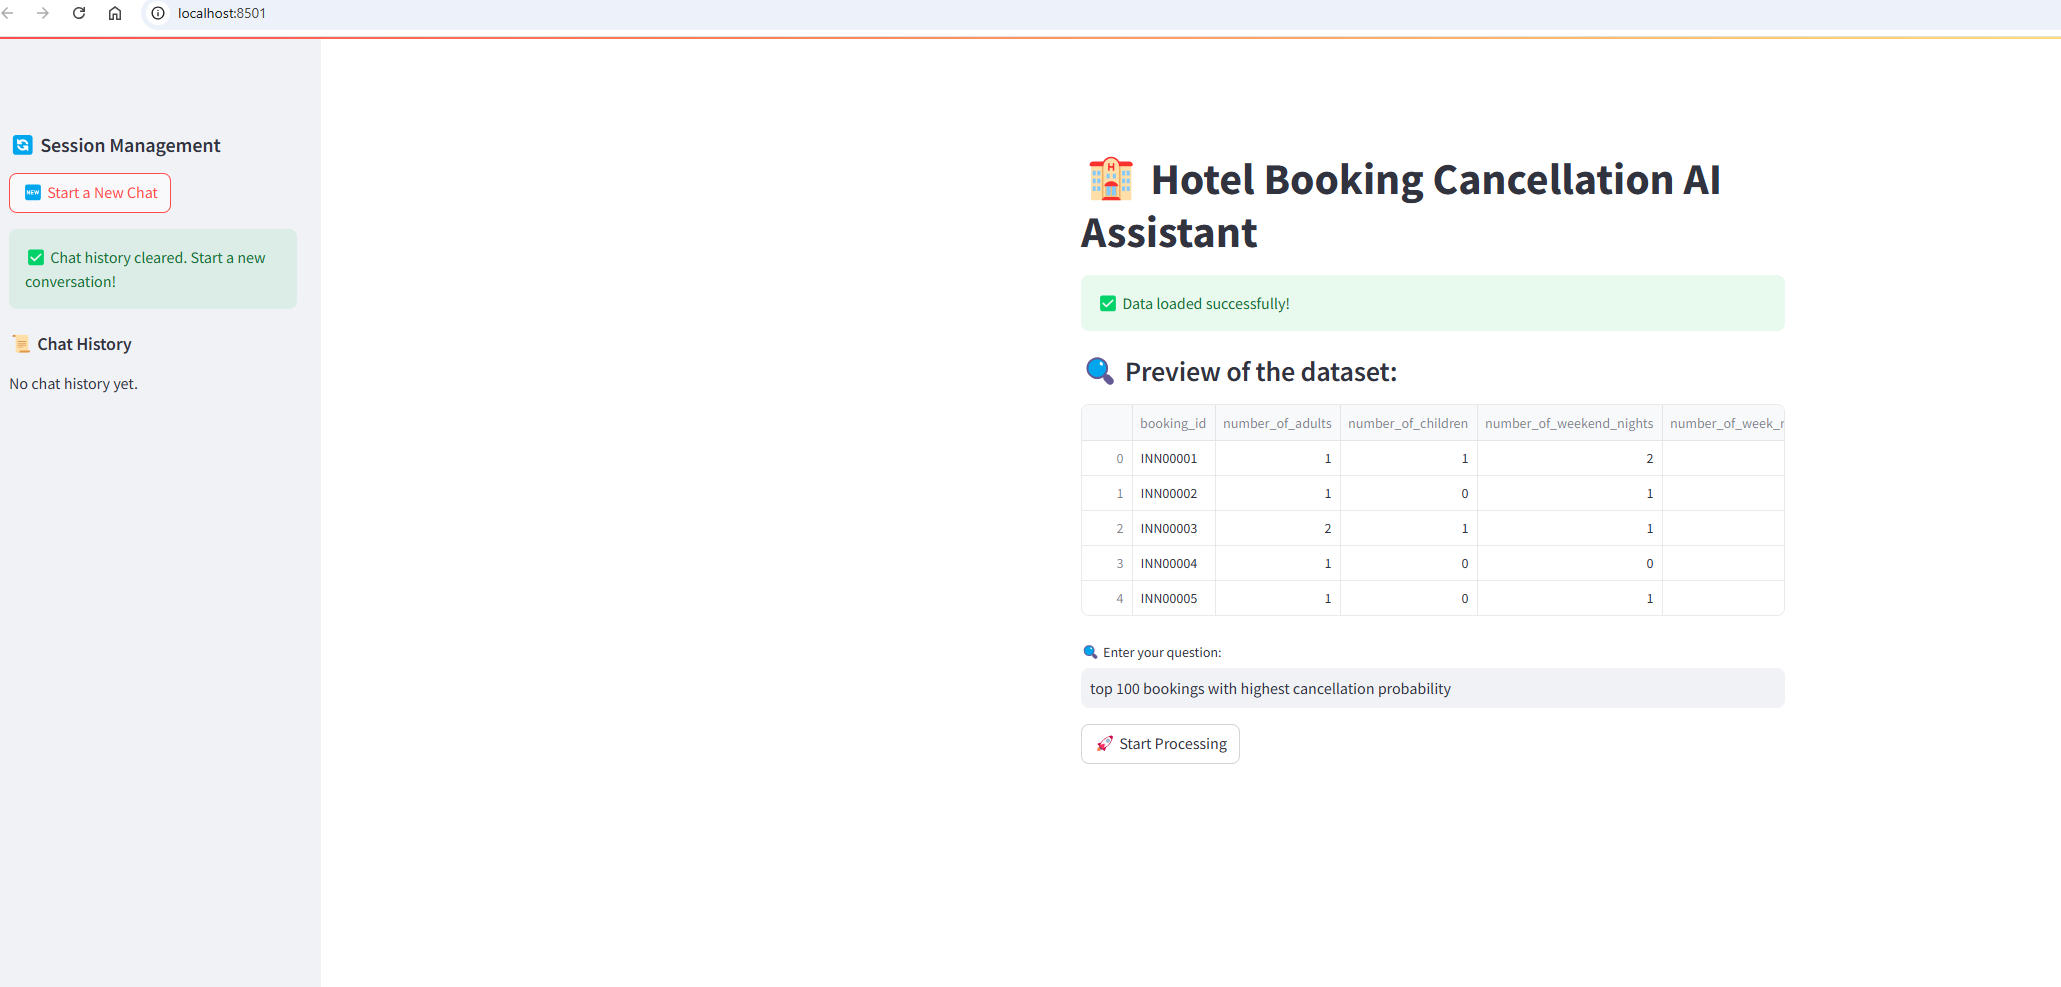 localhost:8501
Session Management
NEW Start a New Chat
Chat history cleared. Start a new
conversation!
Chat History
No chat history yet.
H Hotel Booking Cancellation AI
Assistant
Data loaded successfully!
Preview of the dataset:
booking_id number_of_adults number_of_children number_of_weekend_nights number_of_week_r
0 INN00001 1 1 2
1 INN00002 1 0 1
2 INN00003 2 1 1
3 INN00004 1 0 0
4 INN00005 1 0 1
Enter your question:
top 100 bookings with highest cancellation probability
Start Processing